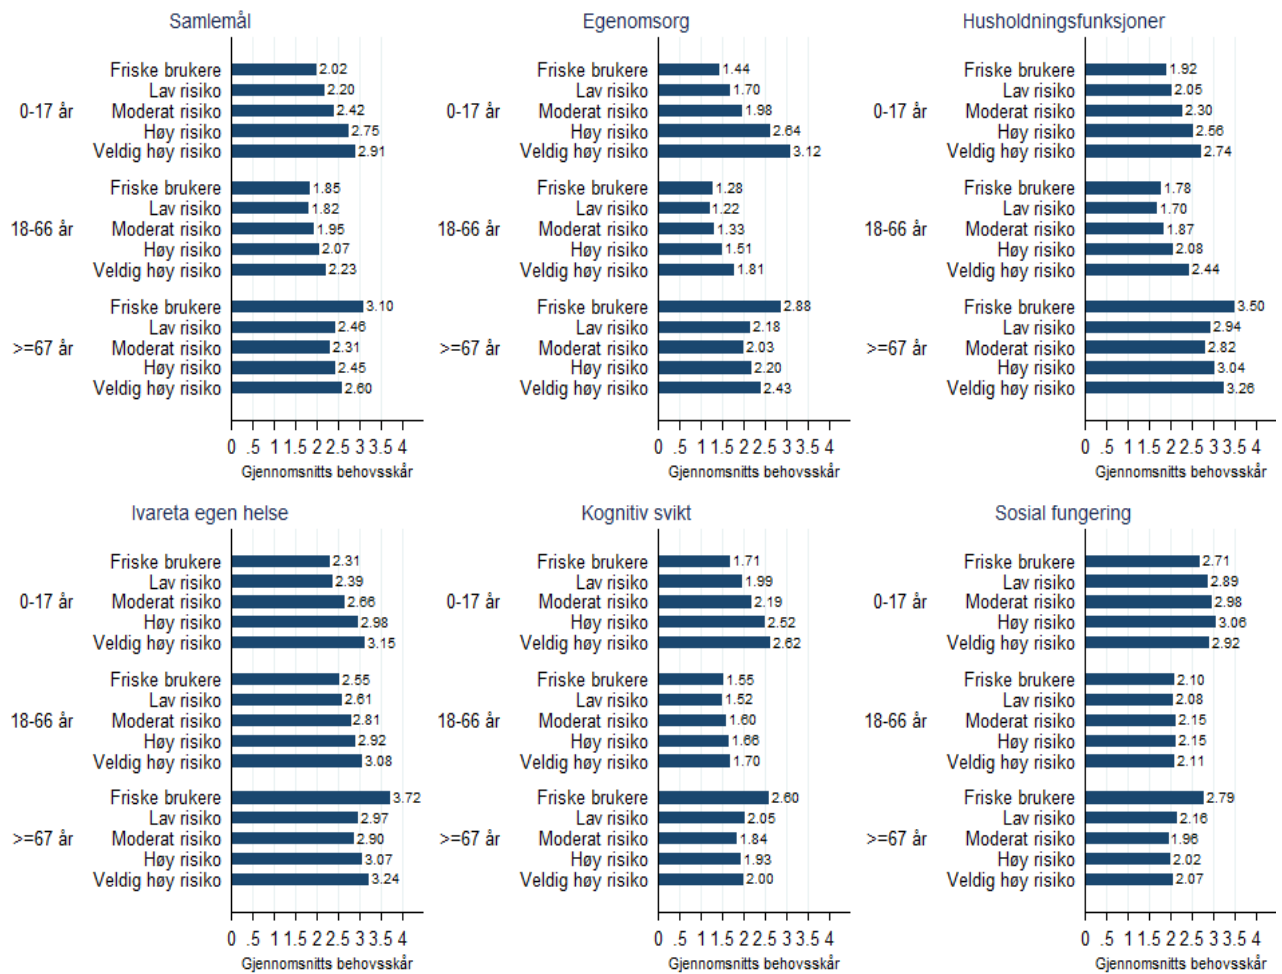 Samlemål
Friske brukere 2.02
Lav risiko 2.20
0-17 år Moderat risiko 2.42
Høy risiko 2.75
Veldig høy risiko 2.91
Friske brukere 1.85
Lav risiko 1.82
18-66 år Moderat risiko 1.95
Høy risiko 2.07
Veldig høy risiko 2.23
Friske brukere 3.10
Lav risiko 2.46
>=67 år Moderat risiko 2.31
Høy risiko 2.45
Veldig høy risiko 2.60
0 .5 1 1.5 2 2.5 3 3.5 4
Gjennomsnitts behovsskår
Egenomsorg
Friske brukere 1.44
Lav risiko 1.70
0-17 år Moderat risiko 1.98
Høy risiko 2.64
Veldig høy risiko 3.12
Friske brukere 1.28
Lav risiko 1.22
18-66 år Moderat risiko 1.33
Høy risiko 1.51
Veldig høy risiko 1.81
Friske brukere 2.88
Lav risiko 2.18
>=67 år Moderat risiko 2.03
Høy risiko 2.20
Veldig høy risiko 2.43
0 .5 1 1.5 2 2.5 3 3.5 4
Gjennomsnitts behovsskår
Husholdningsfunksjoner
Friske brukere 1.92
Lav risiko 2.05
0-17 år Moderat risiko 2.30
Høy risiko 2.56
Veldig høy risiko 2.74
Friske brukere 1.78
Lav risiko 1.70
18-66 år Moderat risiko 1.87
Høy risiko 2.08
Veldig høy risiko 2.44
Friske brukere 3.50
Lav risiko 2.94
>=67 år Moderat risiko 2.82
Høy risiko 3.04
Veldig høy risiko 3.26
0 .5 1 1.5 2 2.5 3 3.5 4
Gjennomsnitts behovsskår
Ivareta egen helse
Friske brukere 2.31
Lav risiko 2.39
0-17 år Moderat risiko 2.66
Høy risiko 2.98
Veldig høy risiko 3.15
Friske brukere 2.55
Lav risiko 2.61
18-66 år Moderat risiko 2.81
Høy risiko 2.92
Veldig høy risiko 3.08
Friske brukere 3.72
Lav risiko 2.97
>=67 år Moderat risiko 2.90
Høy risiko 3.07
Veldig høy risiko 3.24
0 .5 1 1.5 2 2.5 3 3.5 4
Gjennomsnitts behovsskår
Kognitiv svikt
Friske brukere 1.71
Lav risiko 1.99
0-17 år Moderat risiko 2.19
Høy risiko 2.52
Veldig høy risiko 2.62
Friske brukere 1.55
Lav risiko 1.52
18-66 år Moderat risiko 1.60
Høy risiko 1.66
Veldig høy risiko 1.70
Friske brukere 2.60
Lav risiko 2.05
>=67 år Moderat risiko 1.84
Høy risiko 1.93
Veldig høy risiko 2.00
0 .5 1 1.5 2 2.5 3 3.5 4
Gjennomsnitts behovsskår
Sosial fungering
Friske brukere 2.71
Lav risiko 2.89
0-17 år Moderat risiko 2.98
Høy risiko 3.06
Veldig høy risiko 2.92
Friske brukere 2.10
Lav risiko 2.08
18-66 år Moderat risiko 2.15
Høy risiko 2.15
Veldig høy risiko 2.11
Friske brukere 2.79
Lav risiko 2.16
>=67 år Moderat risiko 1.96
Høy risiko 2.02
Veldig høy risiko 2.07
0 .5 1 1.5 2 2.5 3 3.5 4
Gjennomsnitts behovsskår